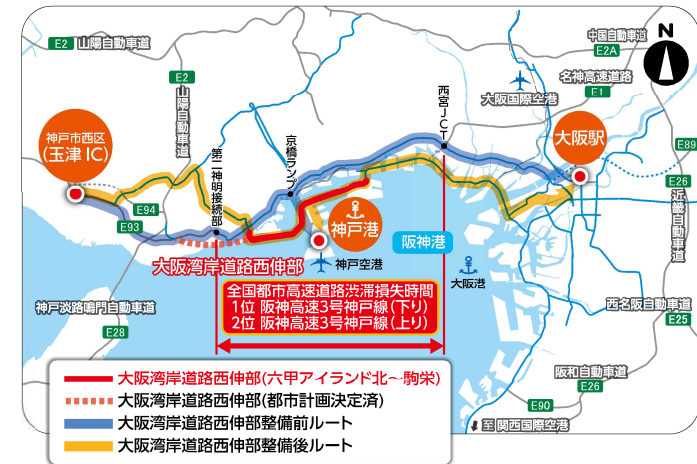 E2 山陽自動車道
中国自動車道
E2A
N
名神高速道路
E1
大阪国際空港
E2
山陽自動車道
西宮JCT
神戸市西区
(玉津IC)
京橋ランプ
第二神明接続部
大阪駅
E89
E26
近畿自動車道
E94
E93
神戸港
阪神港
大阪湾岸道路西伸部
神戸空港
大阪港
全国都市高速道路渋滞損失時間
1位 阪神高速3号神戸線(下り)
2位 阪神高速3号神戸線(上り)
神戸淡路鳴門自動車道
E28
西名阪自動車道
E25
阪和自動車道
E26
E90
至 関西国際空港
大阪湾岸道路西伸部(六甲アイランド北～駒栄)
大阪湾岸道路西伸部(都市計画決定済)
大阪湾岸道路西伸部整備前ルート
大阪湾岸道路西伸部整備後ルート